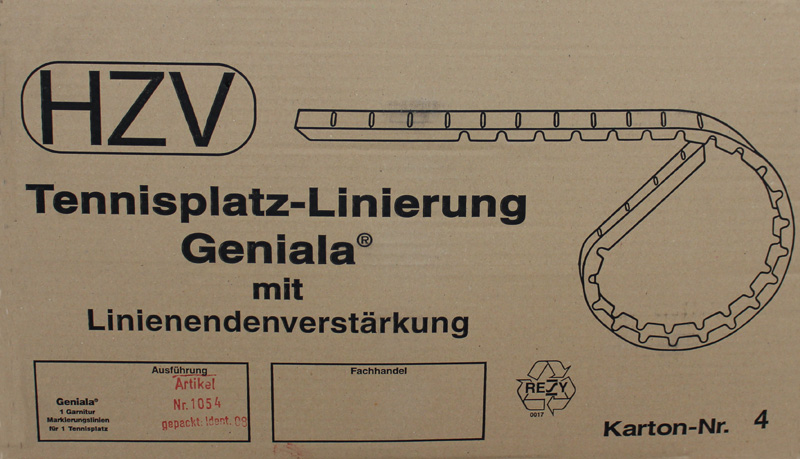 HZV
Tennisplatz-Linierung
Geniala®
mit
Linienendenverstärkung
Ausführung
Artikel
Nr. 1054
gepackt: Ident. 08
Geniala®
1 Garnitur
Markierungslinien
für 1 Tennisplatz
Fachhandel
RESY
0017
Karton-Nr. 4